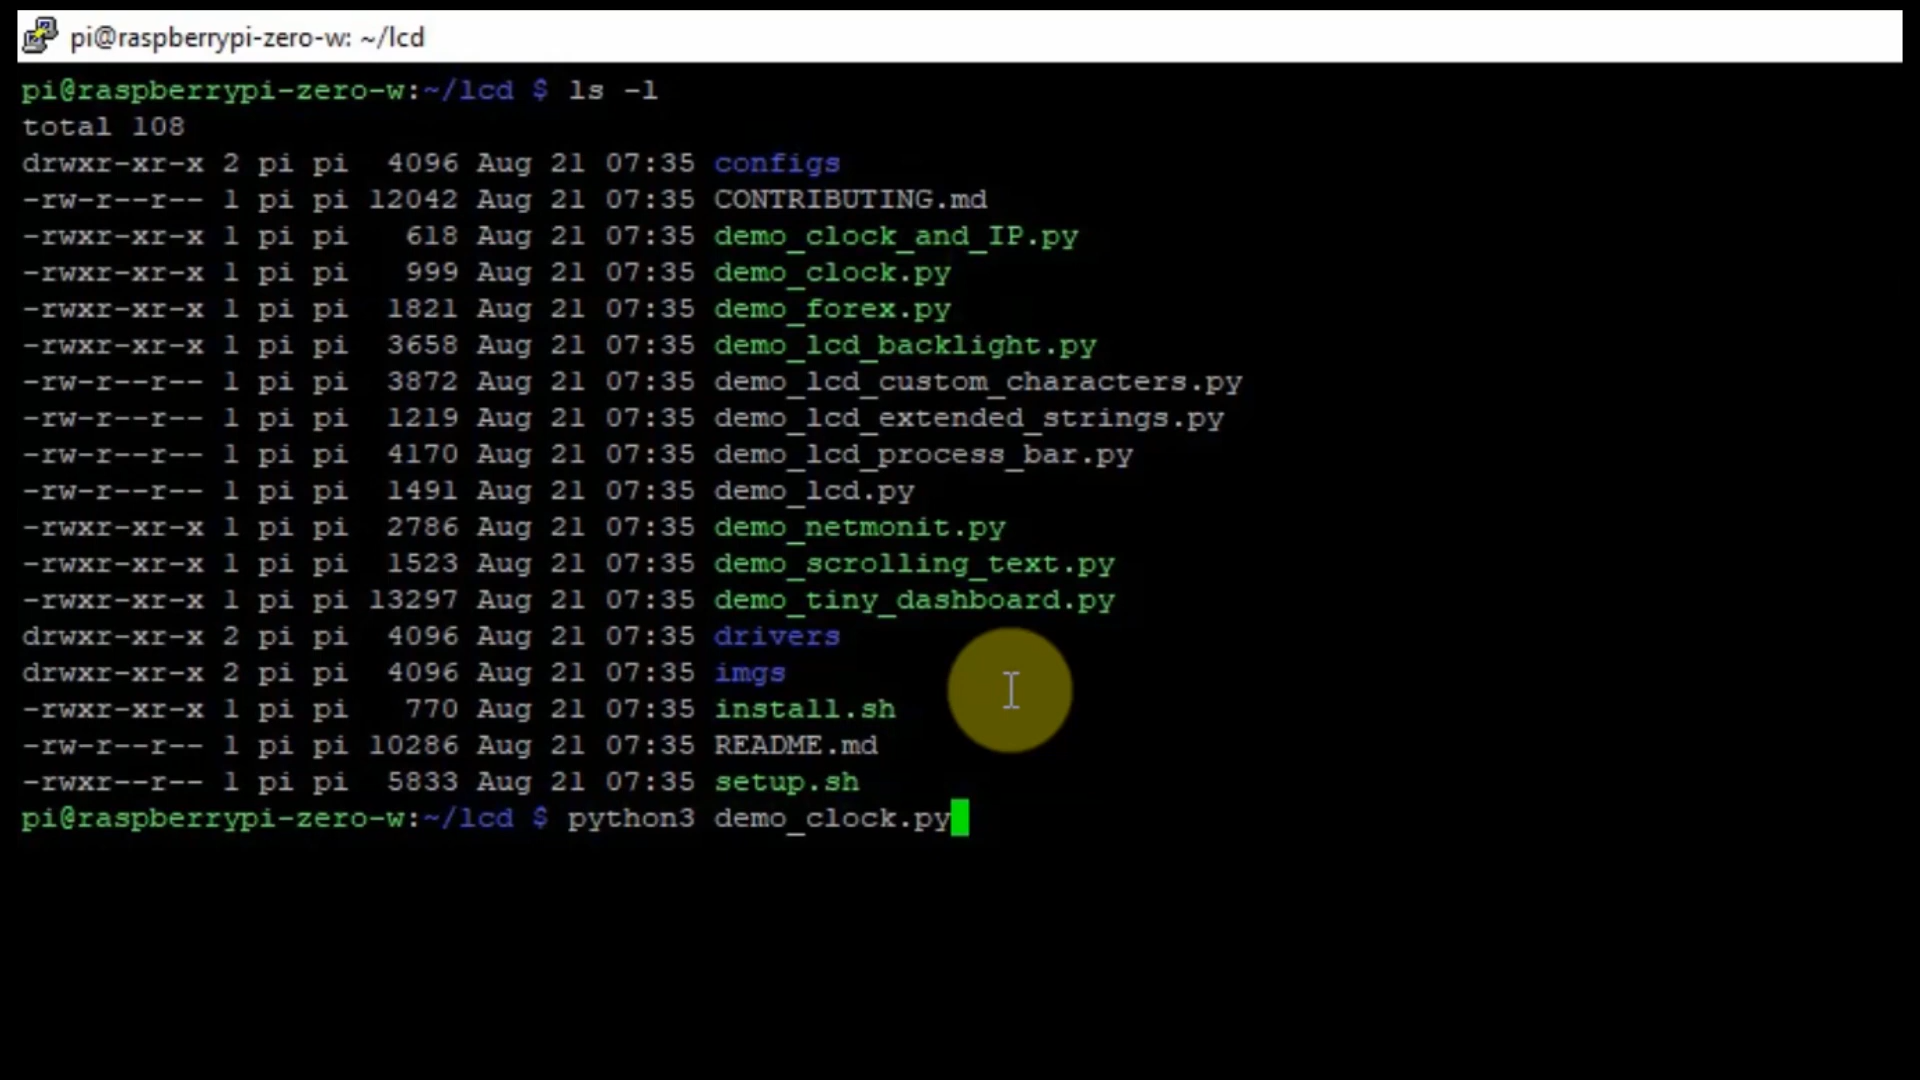 pi@raspberrypi-zero-w: ~/lcd
pi@raspberrypi-zero-w:~/lcd $ ls -l
total 108
drwxr-xr-x 2 pi pi  4096 Aug 21 07:35 configs
-rw-r--r-- 1 pi pi 12042 Aug 21 07:35 CONTRIBUTING.md
-rwxr-xr-x 1 pi pi   618 Aug 21 07:35 demo_clock_and_IP.py
-rwxr-xr-x 1 pi pi   999 Aug 21 07:35 demo_clock.py
-rwxr-xr-x 1 pi pi  1821 Aug 21 07:35 demo_forex.py
-rwxr-xr-x 1 pi pi  3658 Aug 21 07:35 demo_lcd_backlight.py
-rw-r--r-- 1 pi pi  3872 Aug 21 07:35 demo_lcd_custom_characters.py
-rw-r--r-- 1 pi pi  1219 Aug 21 07:35 demo_lcd_extended_strings.py
-rw-r--r-- 1 pi pi  4170 Aug 21 07:35 demo_lcd_process_bar.py
-rw-r--r-- 1 pi pi  1491 Aug 21 07:35 demo_lcd.py
-rwxr-xr-x 1 pi pi  2786 Aug 21 07:35 demo_netmonit.py
-rwxr-xr-x 1 pi pi  1523 Aug 21 07:35 demo_scrolling_text.py
-rwxr-xr-x 1 pi pi 13297 Aug 21 07:35 demo_tiny_dashboard.py
drwxr-xr-x 2 pi pi  4096 Aug 21 07:35 drivers
drwxr-xr-x 2 pi pi  4096 Aug 21 07:35 imgs
-rwxr-xr-x 1 pi pi   770 Aug 21 07:35 install.sh
-rw-r--r-- 1 pi pi 10286 Aug 21 07:35 README.md
-rwxr--r-- 1 pi pi  5833 Aug 21 07:35 setup.sh
pi@raspberrypi-zero-w:~/lcd $ python3 demo_clock.py